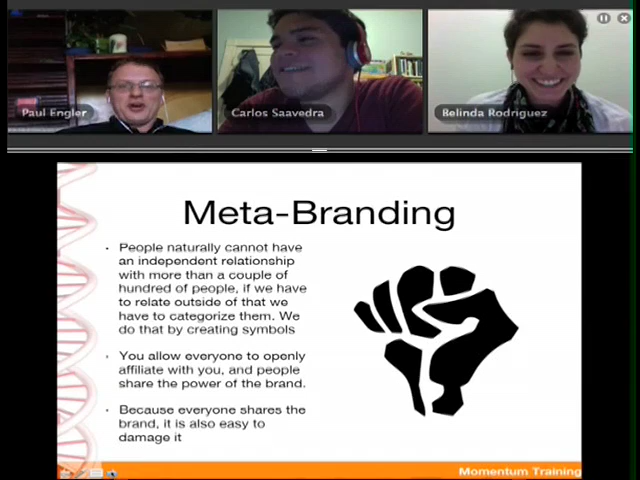 Paul Engler
Carlos Saavedra
Belinda Rodriguez
Meta-Branding
• People naturally cannot have
an independent relationship
with more than a couple of
hundred of people, if we have
to relate outside of that we
have to categorize them. We
do that by creating symbols
• You allow everyone to openly
affiliate with you, and people
share the power of the brand.
• Because everyone shares the
brand, it is also easy to
damage it
Momentum Training